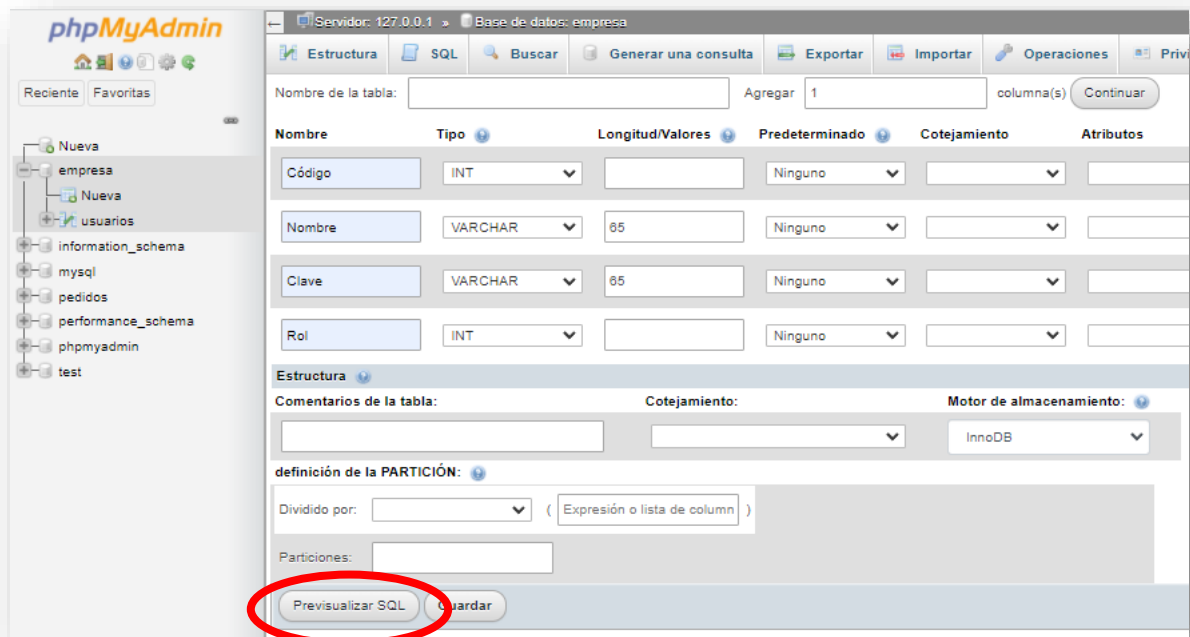 phpMyAdmin
Reciente Favoritas
Nueva
empresa
Nueva
usuarios
information_schema
mysql
pedidos
performance_schema
phpmyadmin
test
← Servidor: 127.0.0.1 » Base de datos: empresa
Estructura SQL Buscar Generar una consulta Exportar Importar Operaciones Privi
Nombre de la tabla: Agregar 1 columna(s) Continuar
Nombre Tipo Longitud/Valores Predeterminado Cotejamiento Atributos
Código INT Ninguno
Nombre VARCHAR 65 Ninguno
Clave VARCHAR 65 Ninguno
Rol INT Ninguno
Estructura
Comentarios de la tabla: Cotejamiento: Motor de almacenamiento:
InnoDB
definición de la PARTICIÓN:
Dividido por: ( Expresión o lista de column )
Particiones:
Previsualizar SQL Guardar